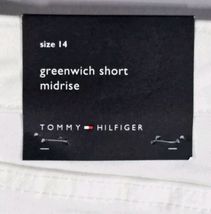 size 14
greenwich short
midrise
TOMMY HILFIGER